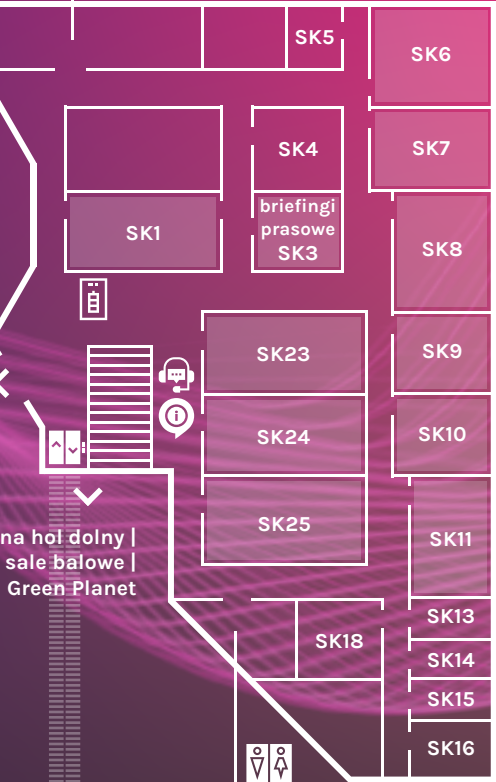 SK5
SK6
SK4
SK7
briefingi
prasowe
SK3
SK1
SK8
SK23
SK9
SK24
SK10
SK25
SK11
na hol dolny |
sale balowe |
Green Planet
SK13
SK18
SK14
SK15
SK16